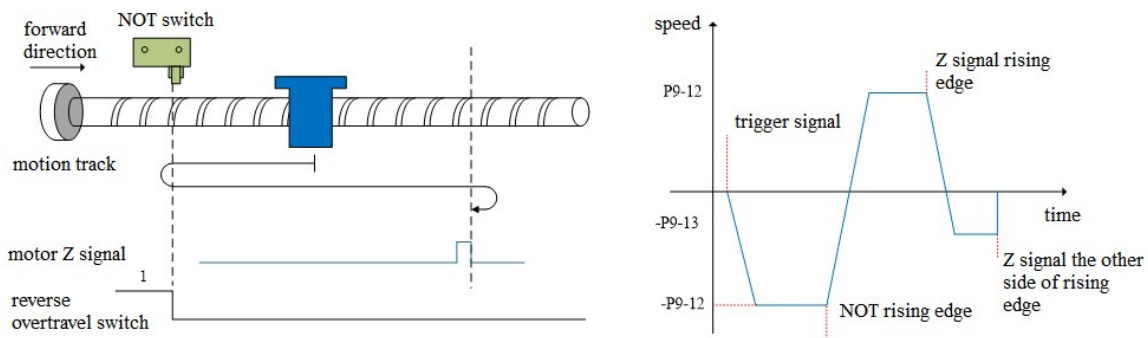 NOT switch
forward
direction
motion track
motor Z signal
1
reverse
overtravel switch
speed
Z signal rising
edge
P9-12
trigger signal
-P9-13
time
Z signal the other
side of rising
edge
-P9-12
NOT rising edge